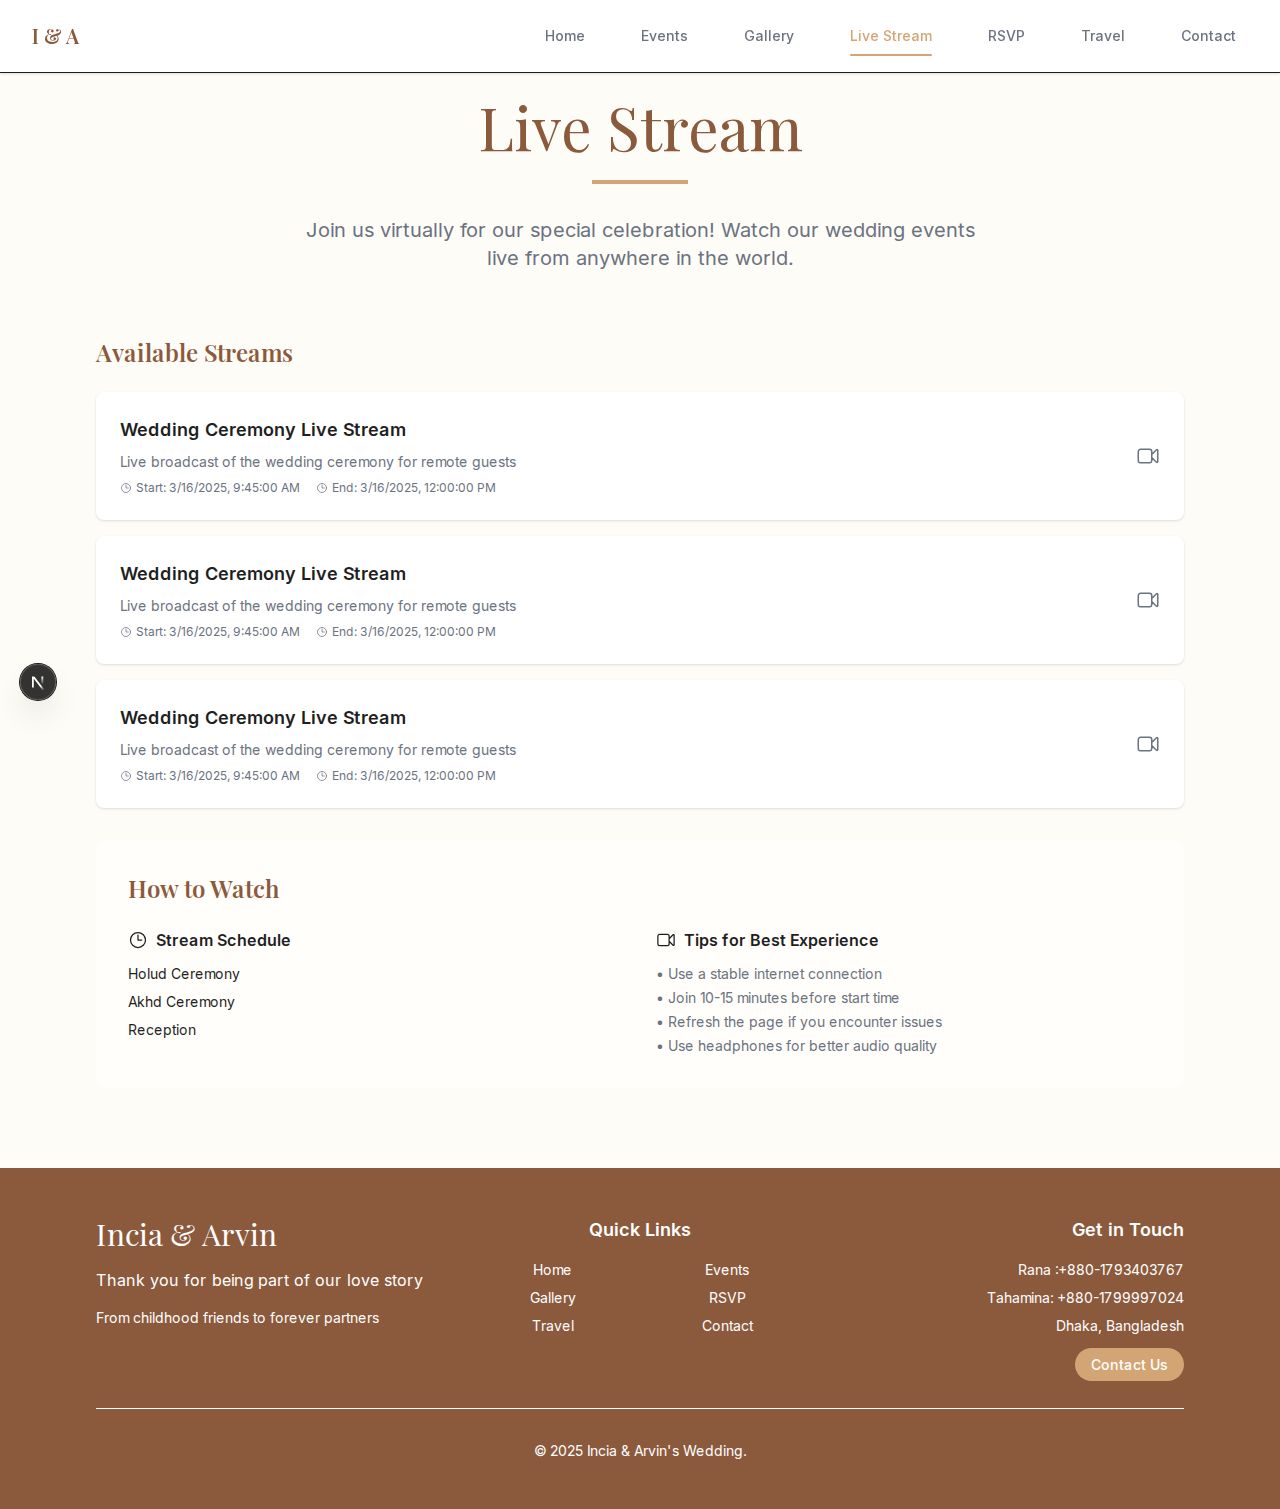 I & A
Home
Events
Gallery
Live Stream
RSVP
Travel
Contact
Live Stream
Join us virtually for our special celebration! Watch our wedding events
live from anywhere in the world.
Available Streams
Wedding Ceremony Live Stream
Live broadcast of the wedding ceremony for remote guests
Start: 3/16/2025, 9:45:00 AM
End: 3/16/2025, 12:00:00 PM
Wedding Ceremony Live Stream
Live broadcast of the wedding ceremony for remote guests
Start: 3/16/2025, 9:45:00 AM
End: 3/16/2025, 12:00:00 PM
N
Wedding Ceremony Live Stream
Live broadcast of the wedding ceremony for remote guests
Start: 3/16/2025, 9:45:00 AM
End: 3/16/2025, 12:00:00 PM
How to Watch
Stream Schedule
Holud Ceremony
Akhd Ceremony
Reception
Tips for Best Experience
• Use a stable internet connection
• Join 10-15 minutes before start time
• Refresh the page if you encounter issues
• Use headphones for better audio quality
Incia & Arvin
Thank you for being part of our love story
From childhood friends to forever partners
Quick Links
Home
Events
Gallery
RSVP
Travel
Contact
Get in Touch
Rana :+880-1793403767
Tahamina: +880-1799997024
Dhaka, Bangladesh
Contact Us
© 2025 Incia & Arvin's Wedding.